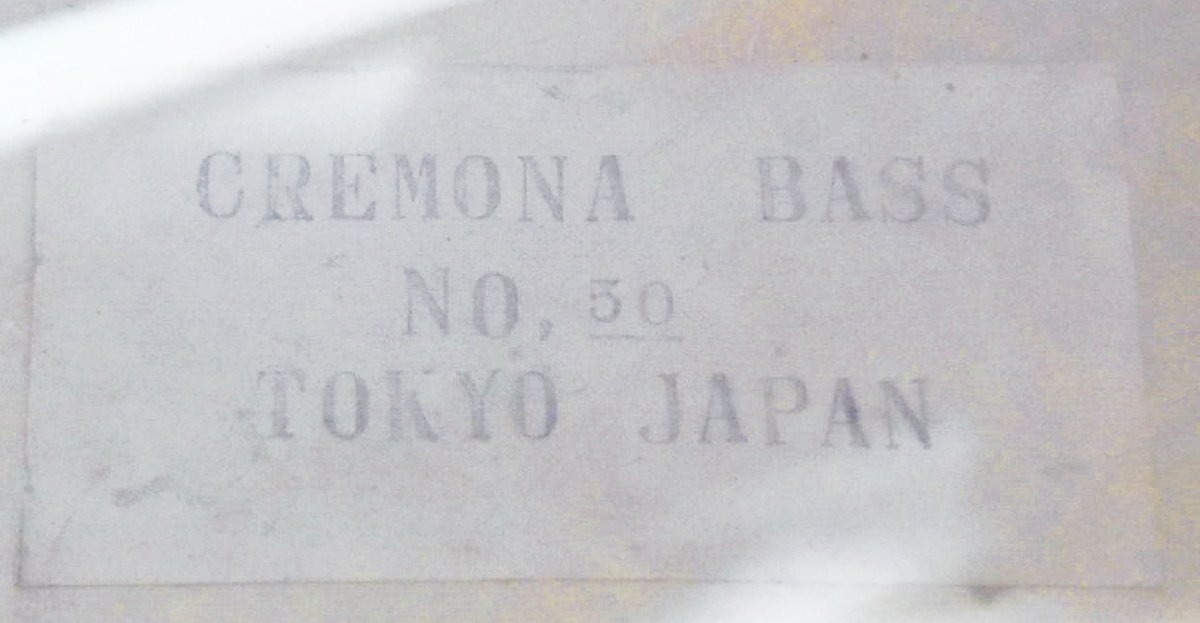 CREMONA BASS
NO, 50
TOKYO JAPAN